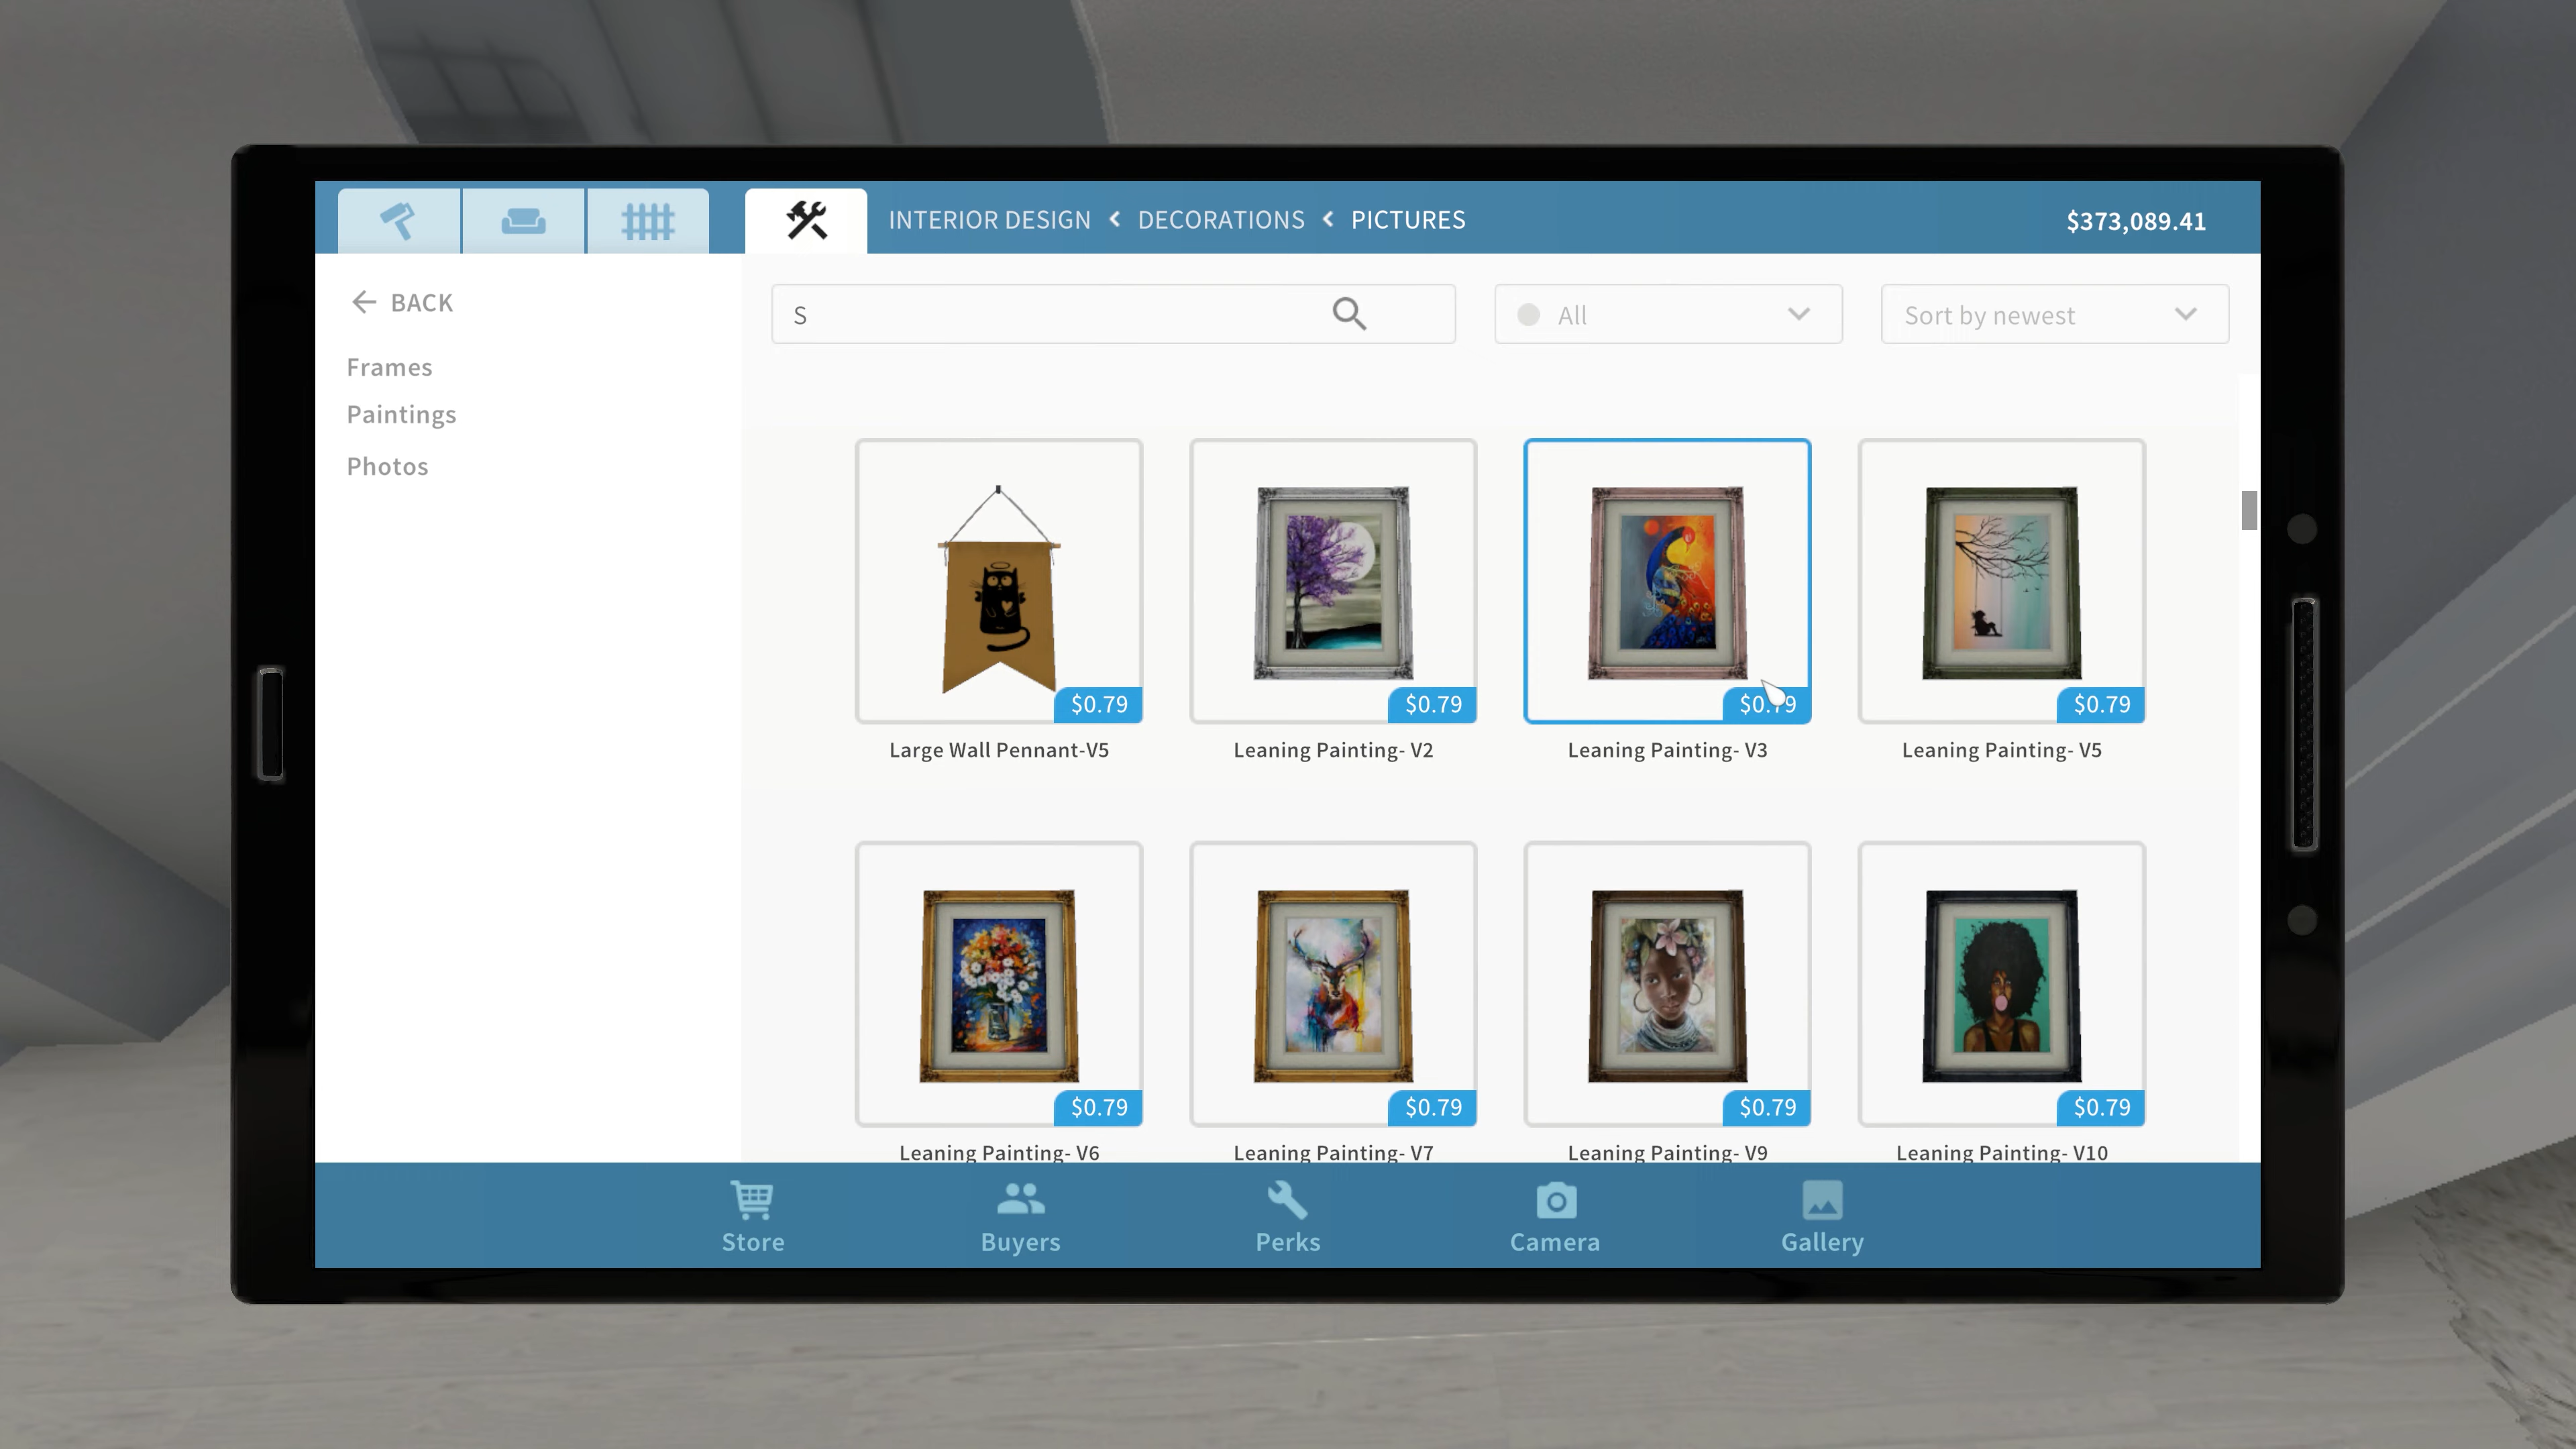 INTERIOR DESIGN < DECORATIONS < PICTURES
$373,089.41
BACK
Frames
Paintings
Photos
S
All
Sort by newest
$0.79
$0.79
$0.79
$0.79
Large Wall Pennant-V5
Leaning Painting- V2
Leaning Painting- V3
Leaning Painting- V5
$0.79
$0.79
$0.79
$0.79
Leaning Painting- V6
Leaning Painting- V7
Leaning Painting- V9
Leaning Painting- V10
Store
Buyers
Perks
Camera
Gallery